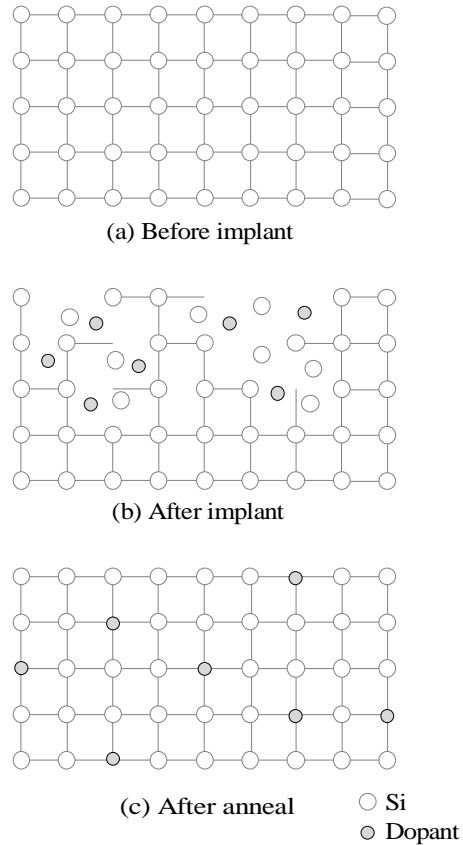 (a) Before implant
(b) After implant
(c) After anneal
Si
Dopant